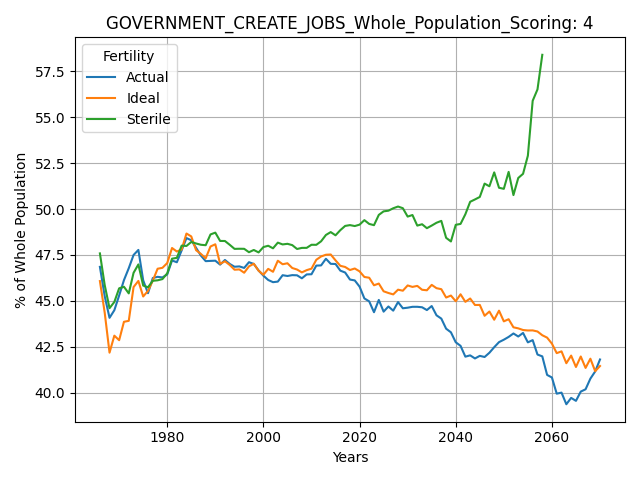 GOVERNMENT_CREATE_JOBS_Whole_Population_Scoring: 4
Fertility
Actual
Ideal
Sterile
% of Whole Population
57.5
55.0
52.5
50.0
47.5
45.0
42.5
40.0
1980
2000
2020
2040
2060
Years